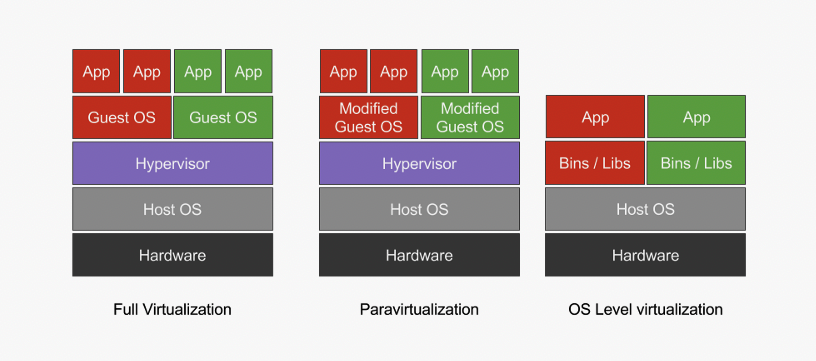 App App App App
Guest OS Guest OS
Hypervisor
Host OS
Hardware
Full Virtualization
App App App App
Modified
Guest OS
Modified
Guest OS
Hypervisor
Host OS
Hardware
Paravirtualization
App App
Bins / Libs Bins / Libs
Host OS
Hardware
OS Level virtualization